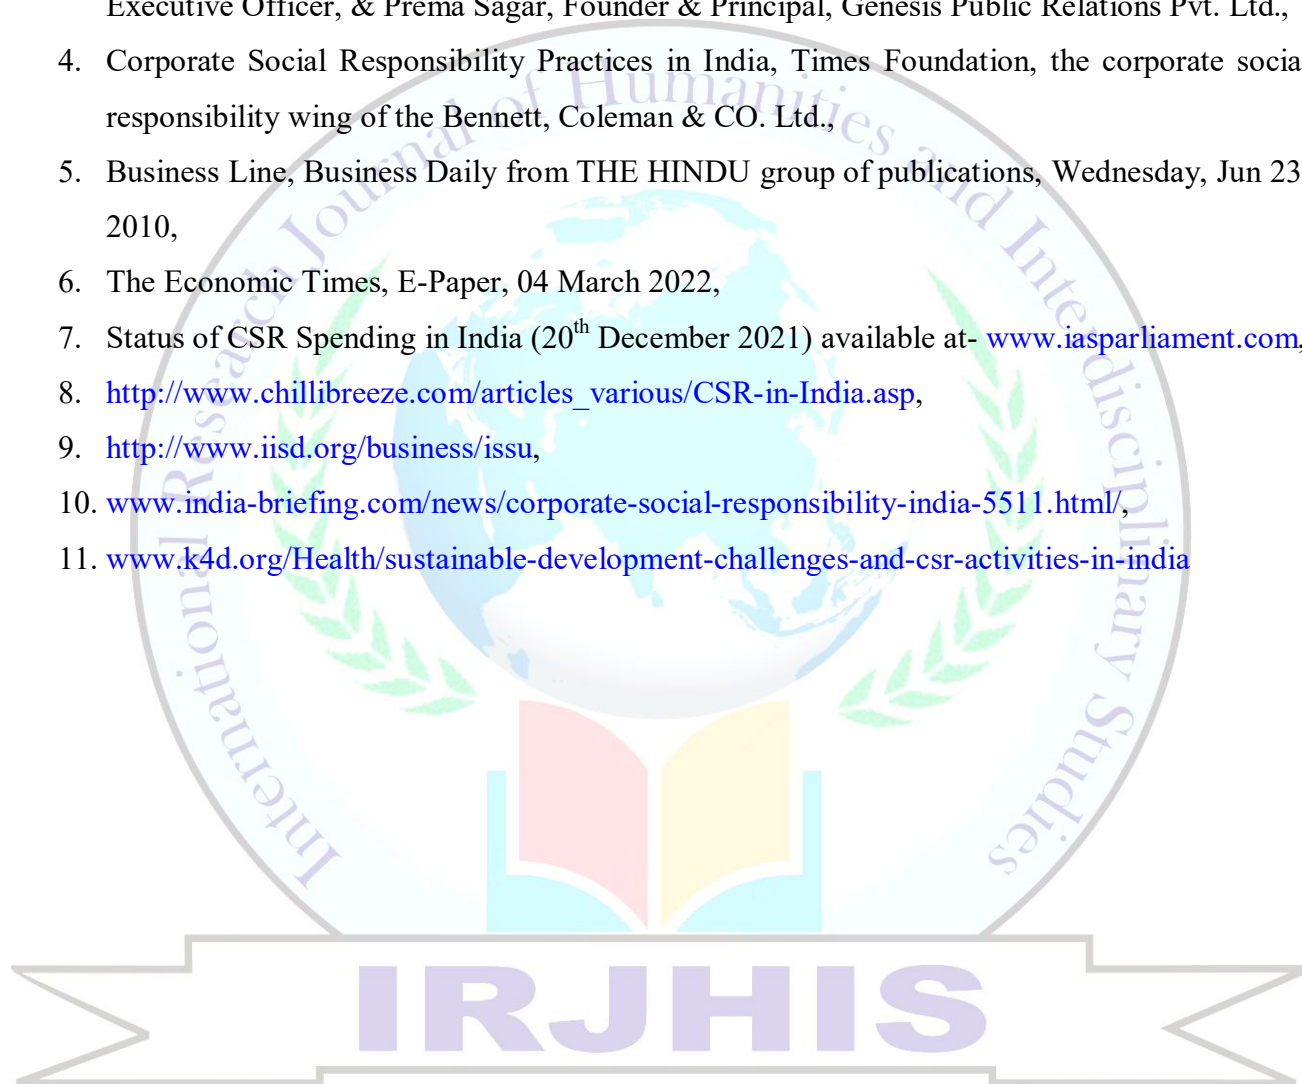 Executive Officer, & Prema Sagar, Founder & Principal, Genesis Public Relations Pvt. Ltd.,
4. Corporate Social Responsibility Practices in India, Times Foundation, the corporate socia
responsibility wing of the Bennett, Coleman & CO. Ltd.,
5. Business Line, Business Daily from THE HINDU group of publications, Wednesday, Jun 23
2010,
6. The Economic Times, E-Paper, 04 March 2022,
7. Status of CSR Spending in India (20th December 2021) available at- www.iasparliament.com,
8. http://www.chillibreeze.com/articles_various/CSR-in-India.asp,
9. http://www.iisd.org/business/issu,
10. www.india-briefing.com/news/corporate-social-responsibility-india-5511.html/,
11. www.k4d.org/Health/sustainable-development-challenges-and-csr-activities-in-india
International Research Journal of Humanities and Interdisciplinary Studies
IRJHIS